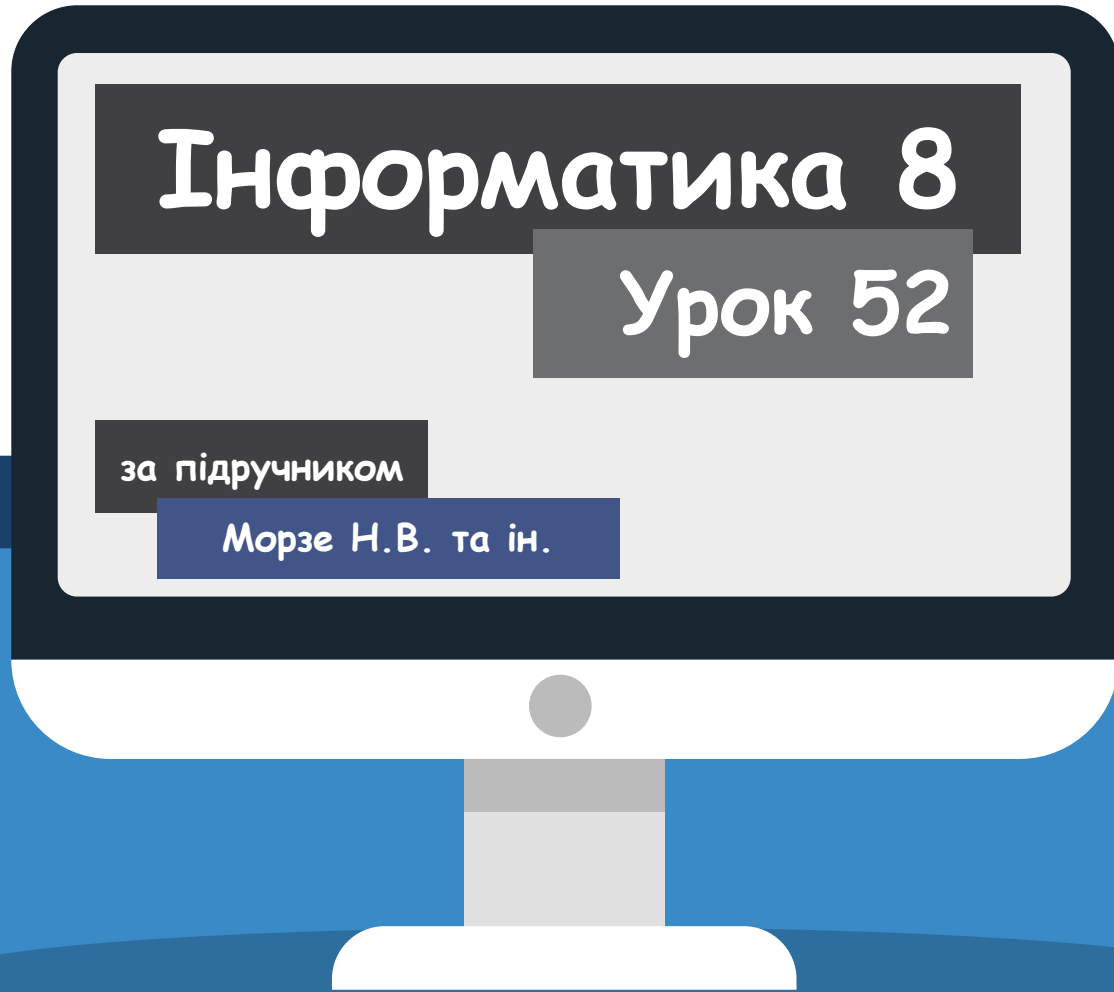 Інформатика 8
Урок 52
за підручником
Морзе Н.В. та ін.